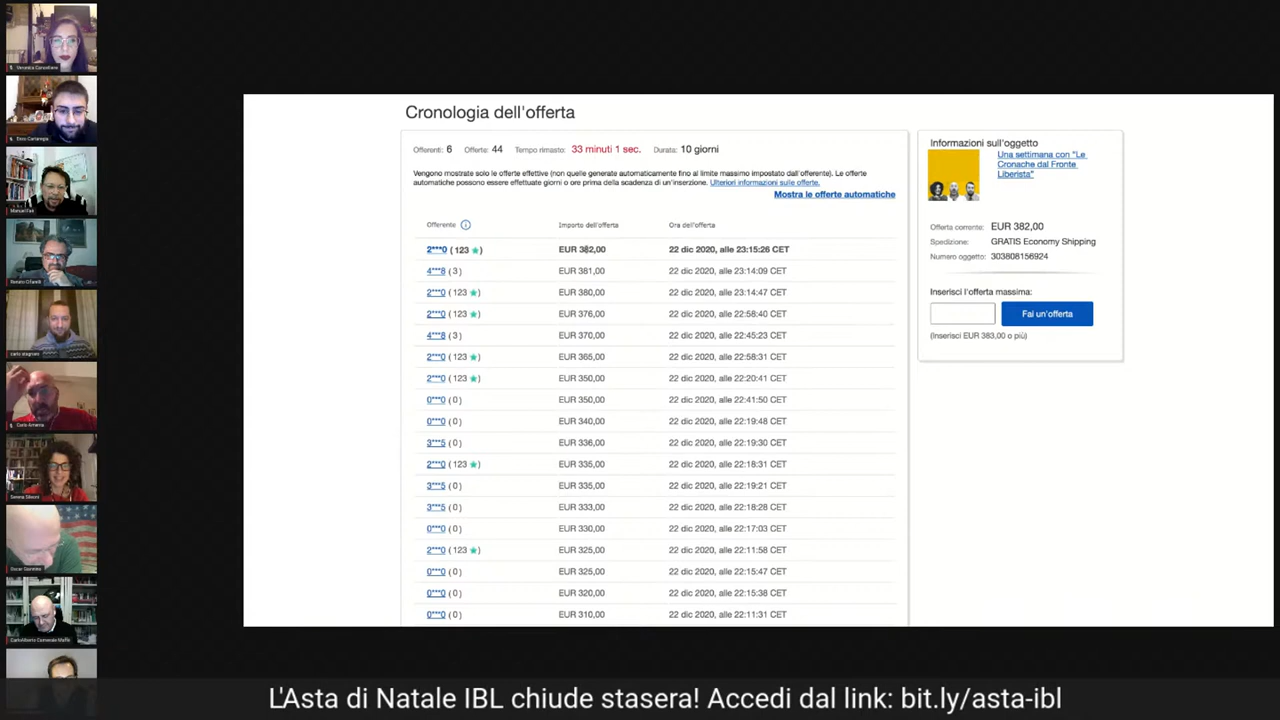 Veronica Cancelliere
Enzo Cartaregia
Manuel Fait
Renato Cifarelli
carlo stagnaro
Carlo Amenta
Serena Sileoni
Oscar Giannino
CarloAlberto Carnevale Maffè
Cronologia dell'offerta
Offerenti: 6 Offerte: 44 Tempo rimasto: 33 minuti 1 sec. Durata: 10 giorni
Vengono mostrate solo le offerte effettive (non quelle generate automaticamente fino al limite massimo impostato dall'offerente). Le offerte
automatiche possono essere effettuate giorni o ore prima della scadenza di un'inserzione. Ulteriori informazioni sulle offerte.
Mostra le offerte automatiche
Offerente Importo dell'offerta Ora dell'offerta
2***0 (123 ★) EUR 382,00 22 dic 2020, alle 23:15:26 CET
4***8 (3) EUR 381,00 22 dic 2020, alle 23:14:09 CET
2***0 (123 ★) EUR 380,00 22 dic 2020, alle 23:14:47 CET
2***0 (123 ★) EUR 376,00 22 dic 2020, alle 22:58:40 CET
4***8 (3) EUR 370,00 22 dic 2020, alle 22:45:23 CET
2***0 (123 ★) EUR 365,00 22 dic 2020, alle 22:58:31 CET
2***0 (123 ★) EUR 350,00 22 dic 2020, alle 22:20:41 CET
0***0 (0) EUR 350,00 22 dic 2020, alle 22:41:50 CET
0***0 (0) EUR 340,00 22 dic 2020, alle 22:19:48 CET
3***5 (0) EUR 336,00 22 dic 2020, alle 22:19:30 CET
2***0 (123 ★) EUR 335,00 22 dic 2020, alle 22:18:31 CET
3***5 (0) EUR 335,00 22 dic 2020, alle 22:19:21 CET
3***5 (0) EUR 333,00 22 dic 2020, alle 22:18:28 CET
0***0 (0) EUR 330,00 22 dic 2020, alle 22:17:03 CET
2***0 (123 ★) EUR 325,00 22 dic 2020, alle 22:11:58 CET
0***0 (0) EUR 325,00 22 dic 2020, alle 22:15:47 CET
0***0 (0) EUR 320,00 22 dic 2020, alle 22:15:38 CET
0***0 (0) EUR 310,00 22 dic 2020, alle 22:11:31 CET
Informazioni sull'oggetto
Una settimana con "Le
Cronache dal Fronte
Liberista"
Offerta corrente: EUR 382,00
Spedizione: GRATIS Economy Shipping
Numero oggetto: 303808156924
Inserisci l'offerta massima:
Fai un'offerta
(Inserisci EUR 383,00 o più)
L'Asta di Natale IBL chiude stasera! Accedi dal link: bit.ly/asta-ibl